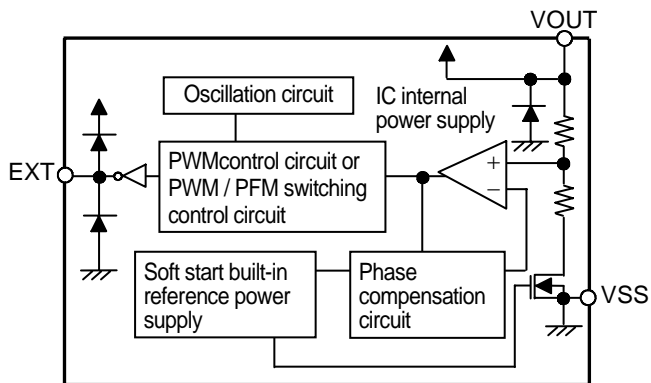 VOUT
Oscillation circuit
IC internal
power supply
EXT
PWMcontrol circuit or
PWM / PFM switching
control circuit
+
−
Soft start built-in
reference power
supply
Phase
compensation
circuit
VSS